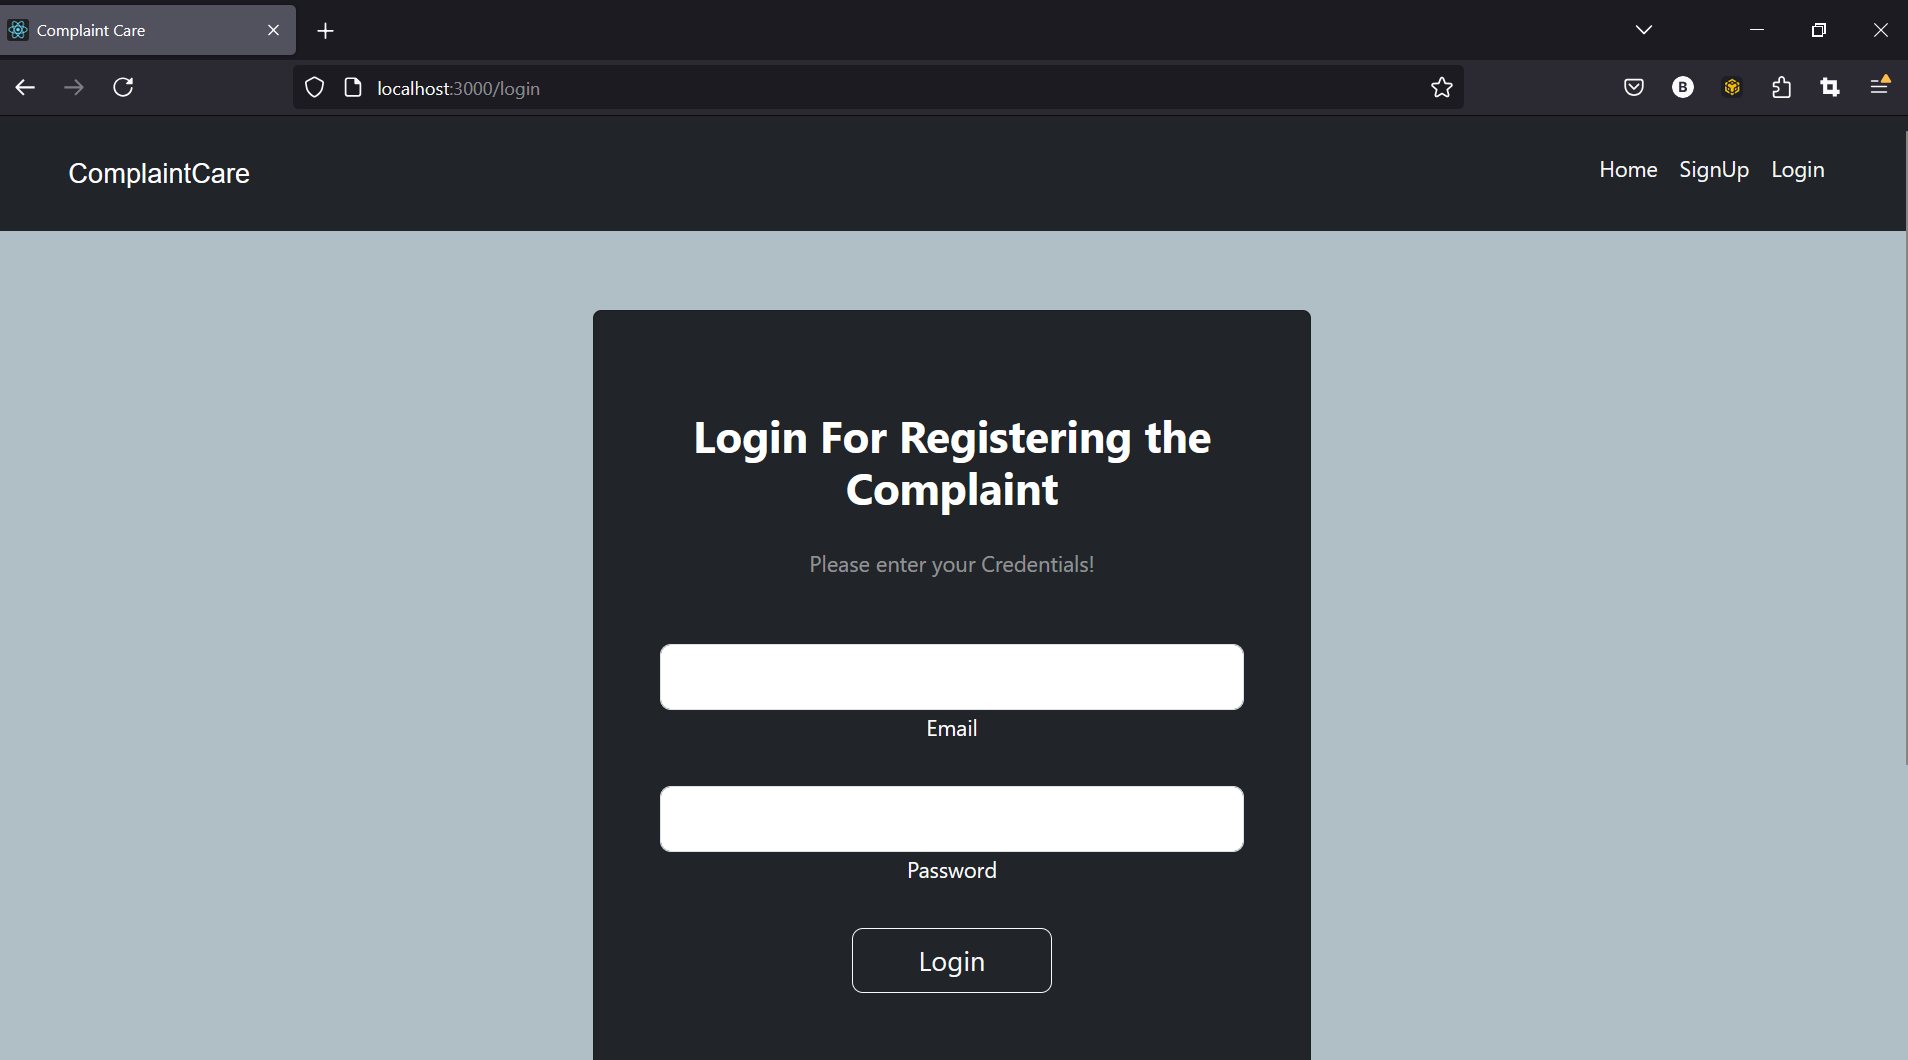 Complaint Care
localhost:3000/login
B
ComplaintCare
Home SignUp Login
Login For Registering the
Complaint
Please enter your Credentials!
Email
Password
Login